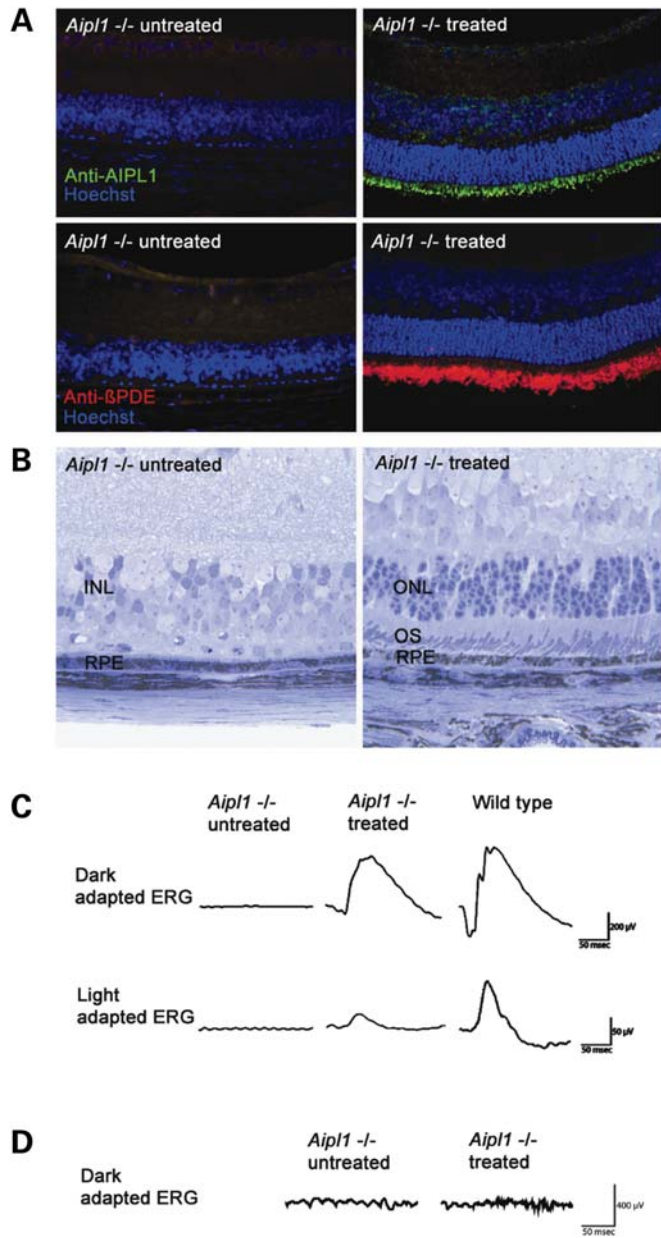 A
Aipl1 -/- untreated
Aipl1 -/- treated
Anti-AIPL1
Hoechst
Aipl1 -/- untreated
Aipl1 -/- treated
Anti-ßPDE
Hoechst
B
Aipl1 -/- untreated
Aipl1 -/- treated
INL
RPE
ONL
OS
RPE
C
Aipl1 -/-
untreated
Aipl1 -/-
treated
Wild type
Dark
adapted ERG
200 µV
50 msec
Light
adapted ERG
50 µV
50 msec
D
Aipl1 -/-
untreated
Aipl1 -/-
treated
Dark
adapted ERG
400 µV
50 msec